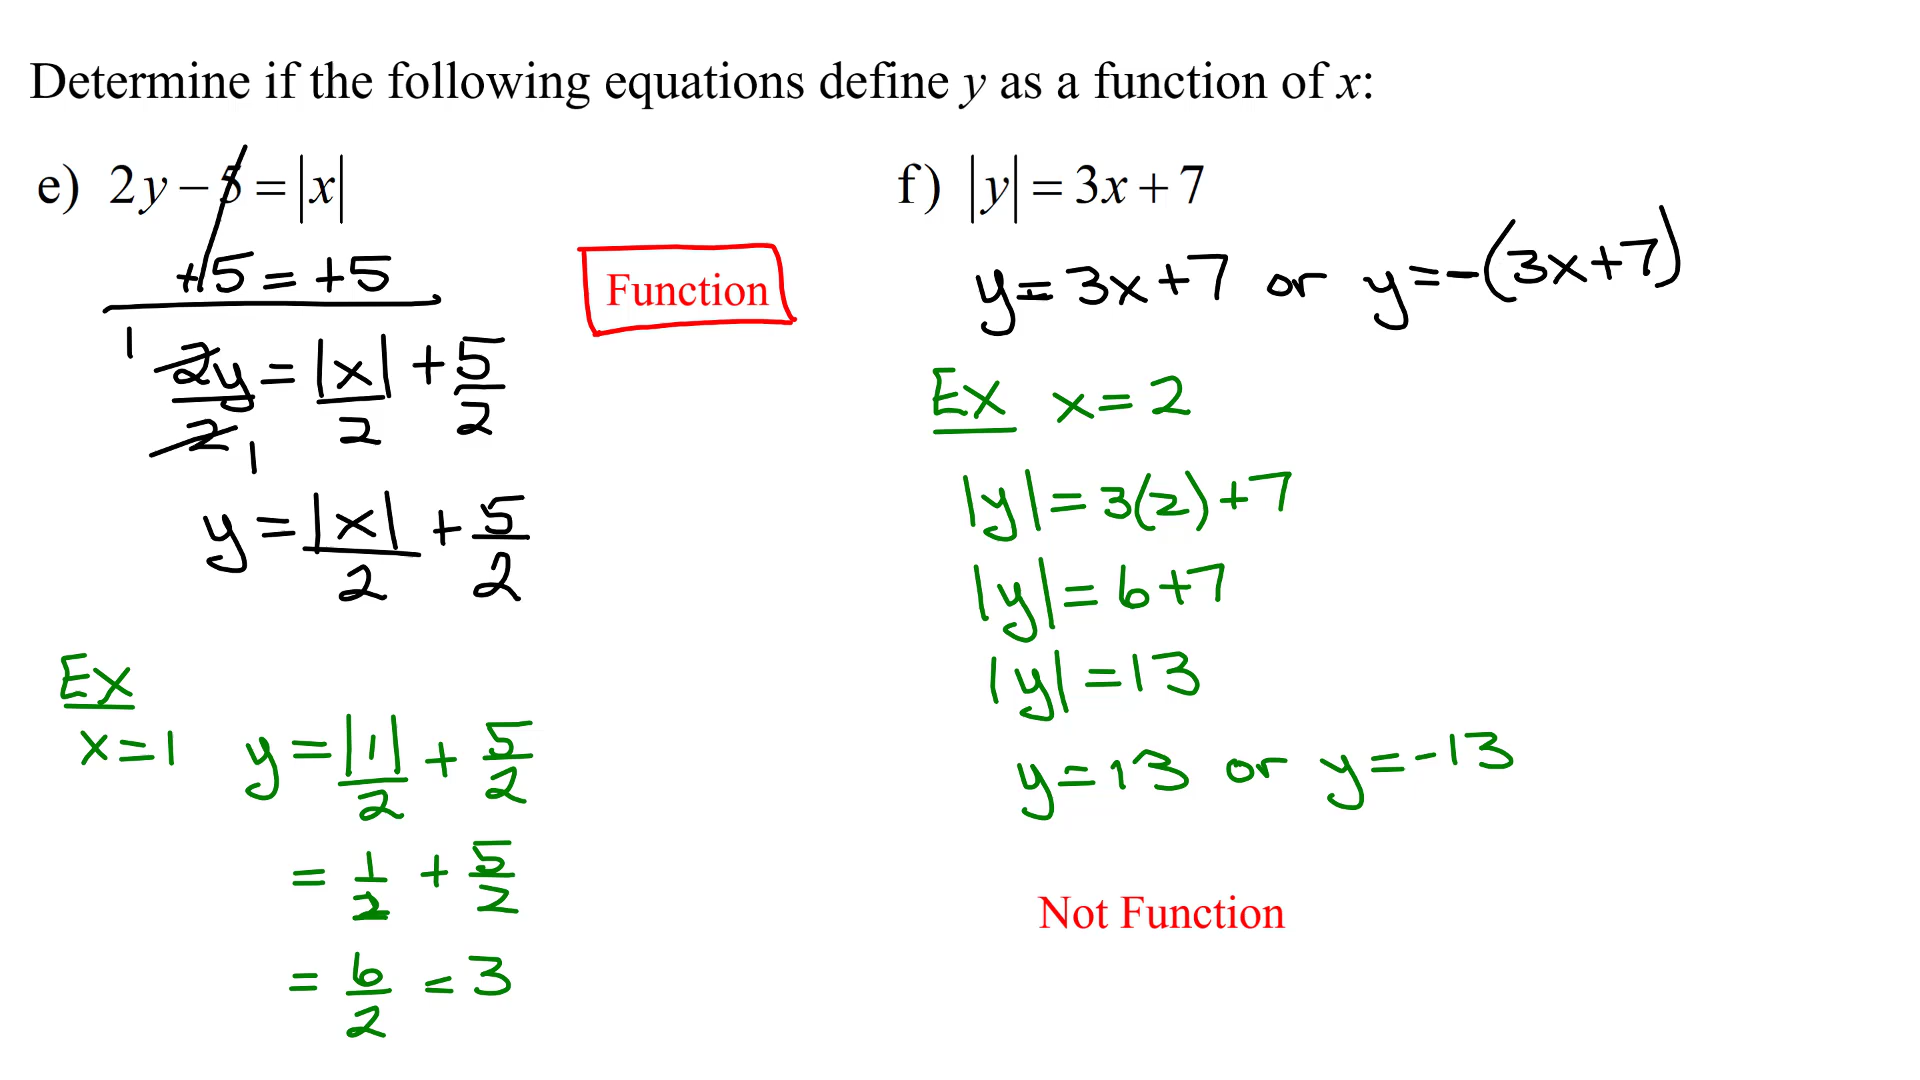 Determine if the following equations define y as a function of x:
e) 2y − 5 = |x|
+5 = +5
1 2y/2 1 = |x|/2 + 5/2
y = |x|/2 + 5/2
Function
Ex
x = 1 y = |1|/2 + 5/2
= 1/2 + 5/2
= 6/2 = 3
f) |y| = 3x + 7
y = 3x + 7 or y = -(3x + 7)
Ex x = 2
|y| = 3(2) + 7
|y| = 6 + 7
|y| = 13
y = 13 or y = -13
Not Function